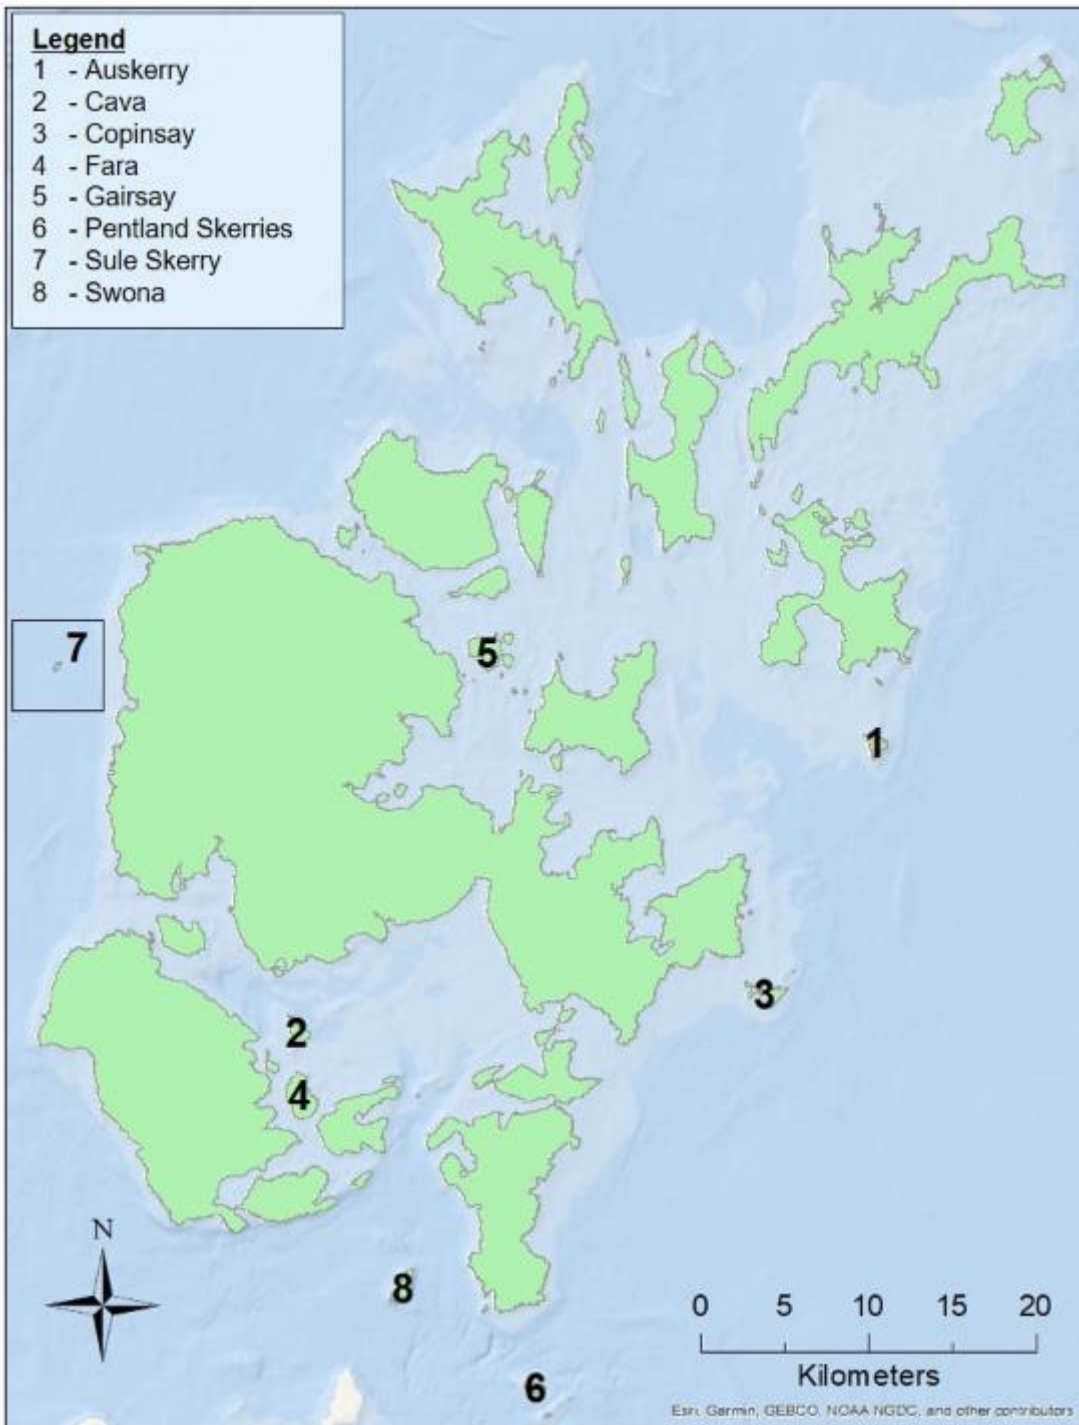 Legend
1 - Auskerry
2 - Cava
3 - Copinsay
4 - Fara
5 - Gairsay
6 - Pentland Skerries
7 - Sule Skerry
8 - Swona
7
5
1
3
2
4
N
8
6
0 5 10 15 20
Kilometers
Esri, Garmin, GEBCO, NOAA NGDC, and other contributors